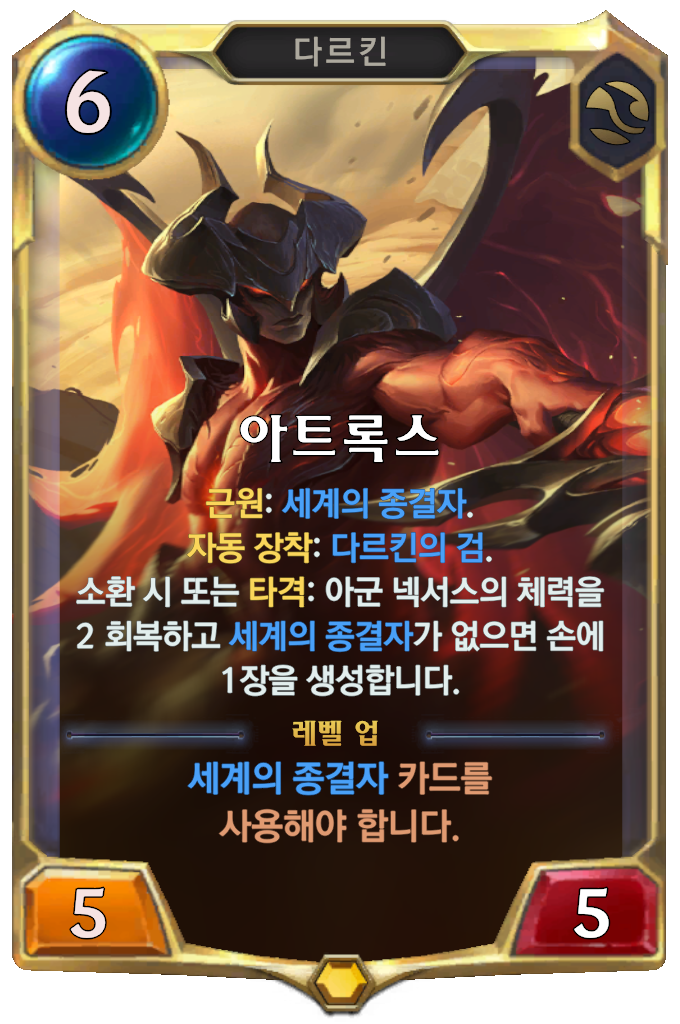 다르킨
6
아트록스
근원: 세계의 종결자.
자동 장착: 다르킨의 검.
소환 시 또는 타격: 아군 넥서스의 체력을
2 회복하고 세계의 종결자가 없으면 손에
1장을 생성합니다.
레벨 업
세계의 종결자 카드를
사용해야 합니다.
5
5